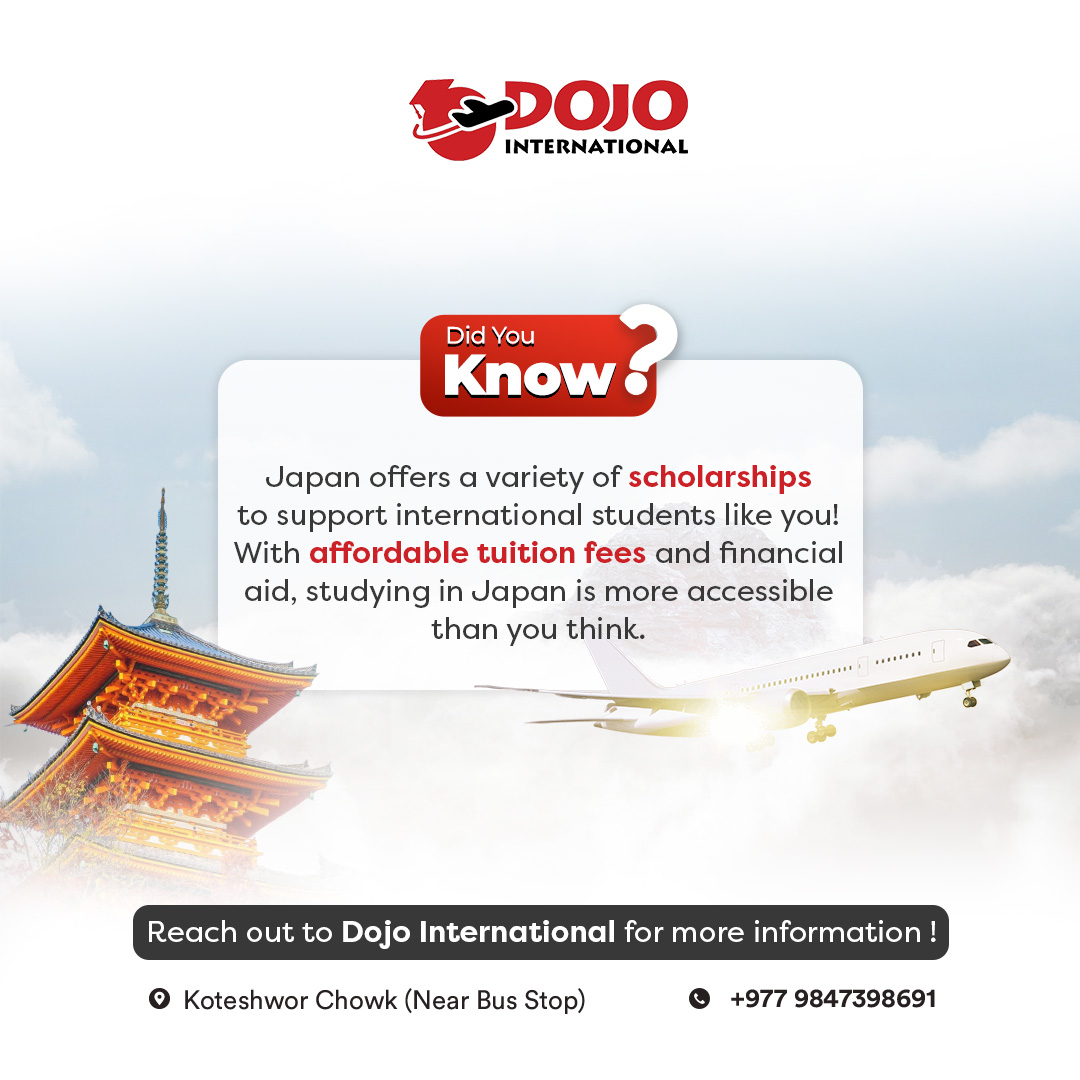 DOJO
INTERNATIONAL
Did You
Know?
Japan offers a variety of scholarships
to support international students like you!
With affordable tuition fees and financial
aid, studying in Japan is more accessible
than you think.
Reach out to Dojo International for more information !
Koteshwor Chowk (Near Bus Stop)
+977 9847398691